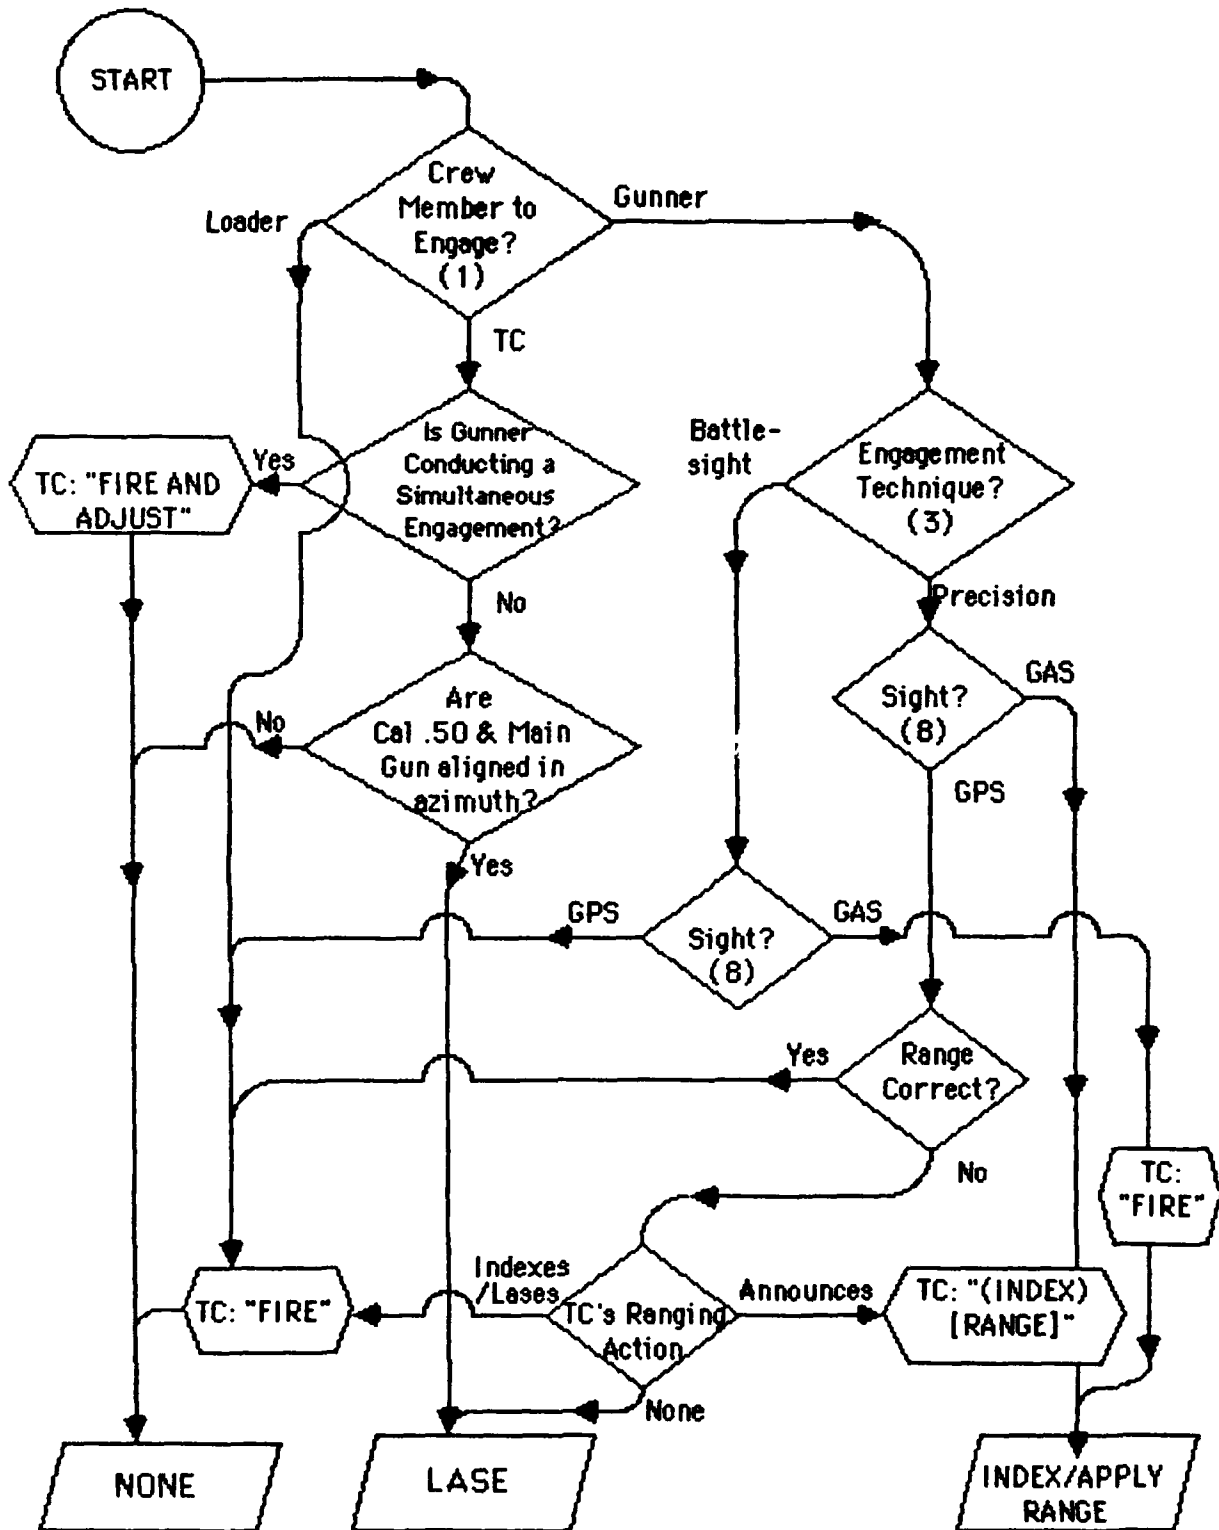 START
Crew
Member to
Engage?
(1)
Loader
Gunner
TC
Is Gunner
Conducting a
Simultaneous
Engagement?
Yes
TC: "FIRE AND
ADJUST"
No
Battle-
sight
Engagement
Technique?
(3)
Precision
Sight?
(8)
GAS
GPS
Are
Cal .50 & Main
Gun aligned in
azimuth?
No
Yes
GPS
Sight?
(8)
GAS
Yes
Range
Correct?
No
TC:
"FIRE"
Indexes
/Lases
TC: "FIRE"
TC's Ranging
Action
Announces
TC: "(INDEX)
[RANGE]"
None
NONE
LASE
INDEX/APPLY
RANGE